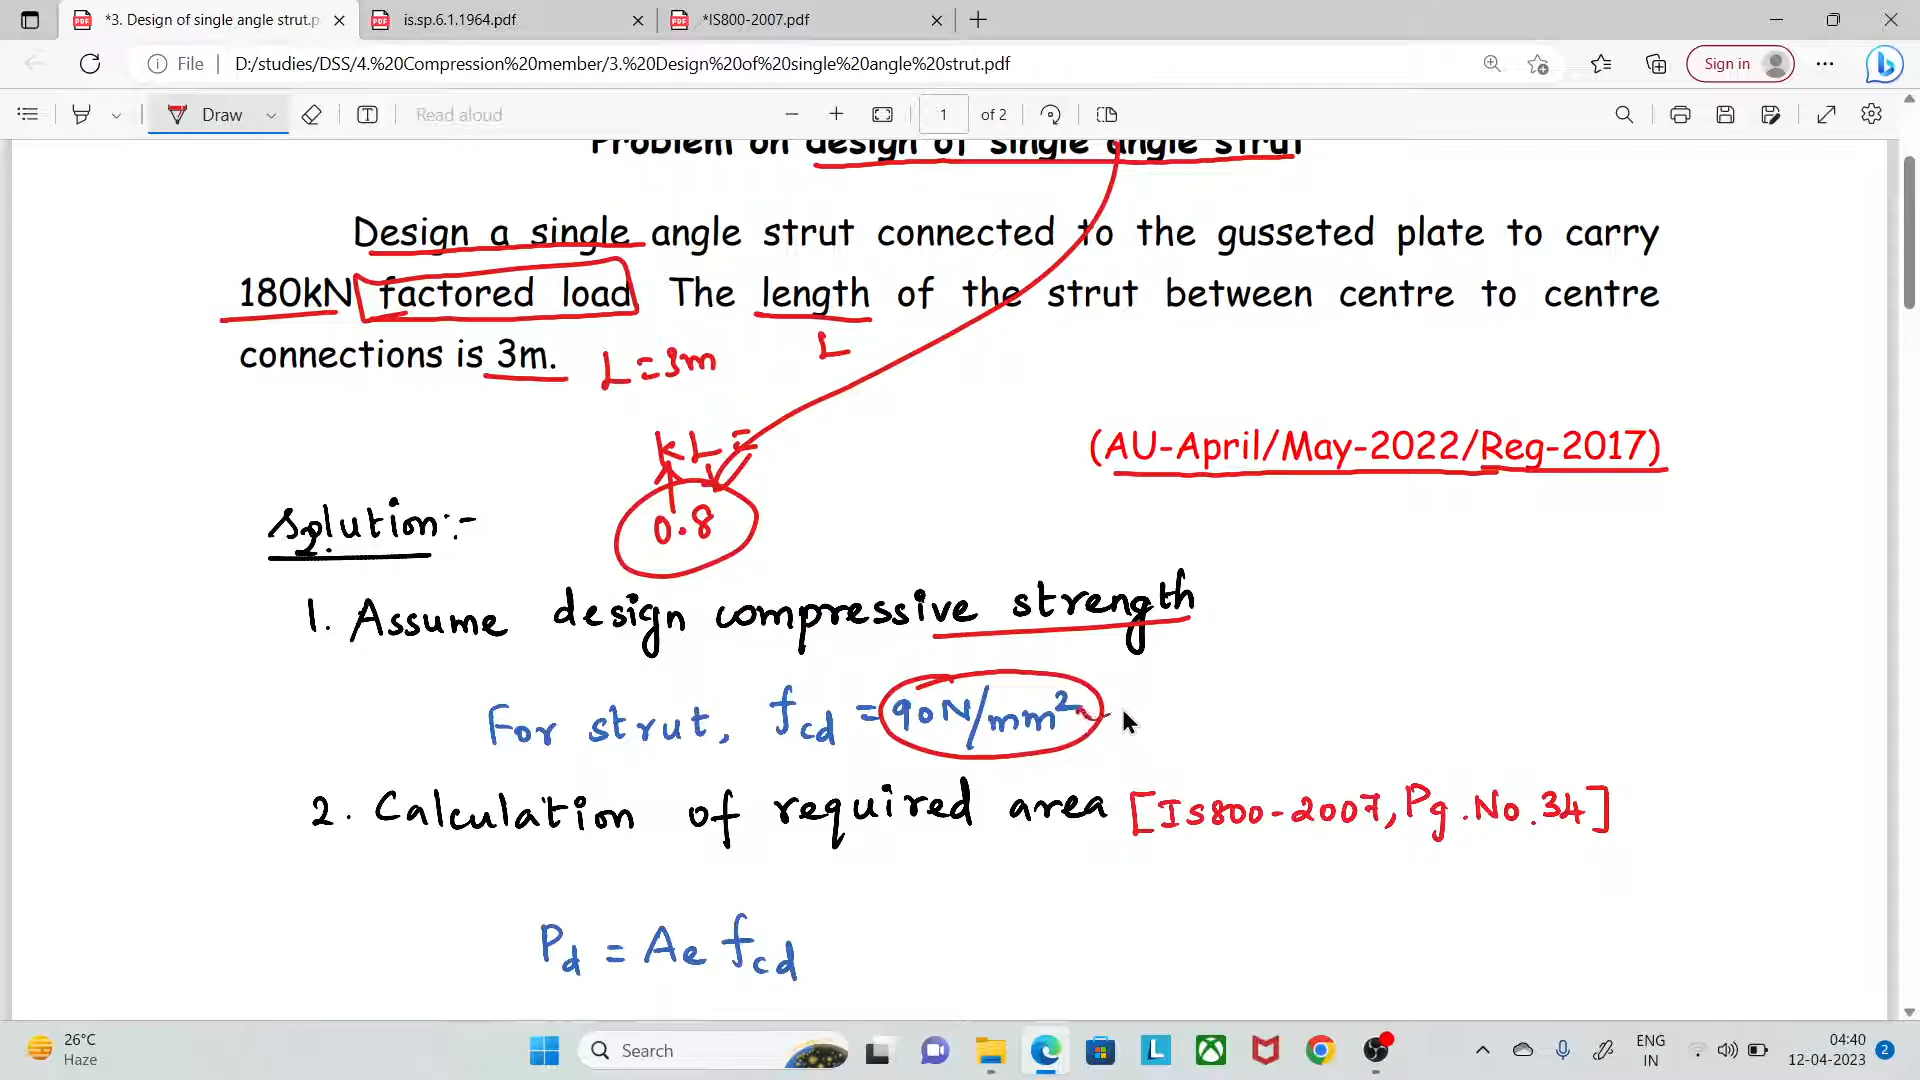 *3. Design of single angle strut.p
is.sp.6.1.1964.pdf
*IS800-2007.pdf
File
D:/studies/DSS/4.%20Compression%20member/3.%20Design%20of%20single%20angle%20strut.pdf
Sign in
Draw
Read aloud
1 of 2
Problem on design of single angle strut
Design a single angle strut connected to the gusseted plate to carry
180kN factored load. The length of the strut between centre to centre
connections is 3m.
L = 3m
L
KL =
0.8
(AU-April/May-2022/Reg-2017)
Solution:-
1. Assume design compressive strength
For strut, fcd = 90N/mm²
2. Calculation of required area [IS800-2007, Pg.No.34]
Pd = Ae fcd
26°C
Haze
Search
ENG
IN
04:40
12-04-2023
2